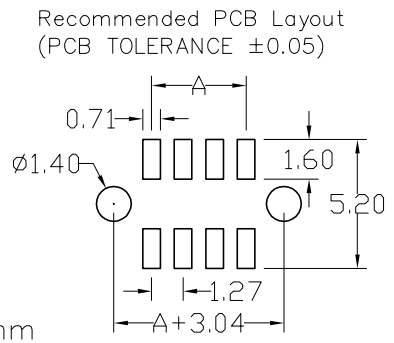 Recommended PCB Layout
(PCB TOLERANCE ±0.05)
A
0.71
ø1.40
1.60
5.20
1.27
A+3.04